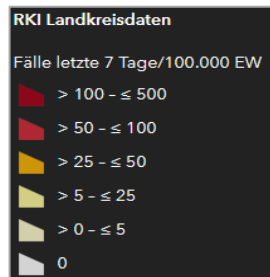 RKI Landkreisdaten
Fälle letzte 7 Tage/100.000 EW
> 100 - ≤ 500
> 50 - ≤ 100
> 25 - ≤ 50
> 5 - ≤ 25
> 0 - ≤ 5
0